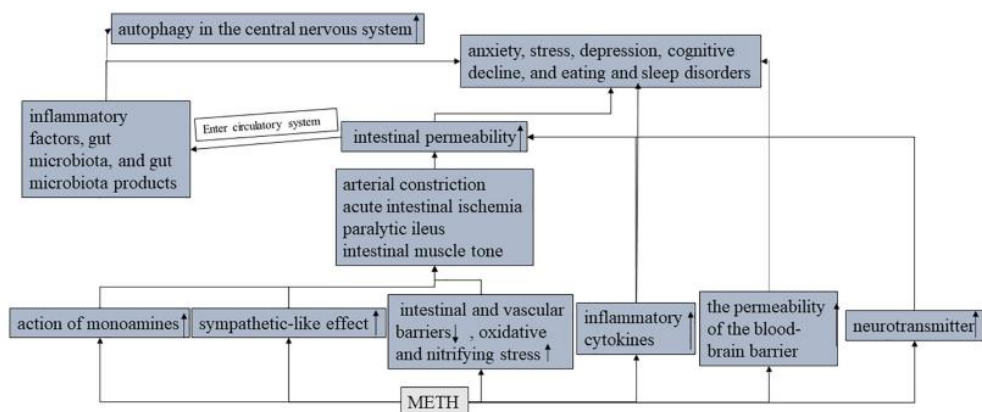 autophagy in the central nervous system↑
anxiety, stress, depression, cognitive
decline, and eating and sleep disorders
inflammatory
factors, gut
microbiota, and gut
microbiota products
Enter circulatory system
intestinal permeability↑
arterial constriction
acute intestinal ischemia
paralytic ileus
intestinal muscle tone
action of monoamines↑
sympathetic-like effect↑
intestinal and vascular
barriers↓ , oxidative
and nitrifying stress↑
inflammatory
cytokines↑
the permeability
of the blood-
brain barrier↑
neurotransmitter↑
METH